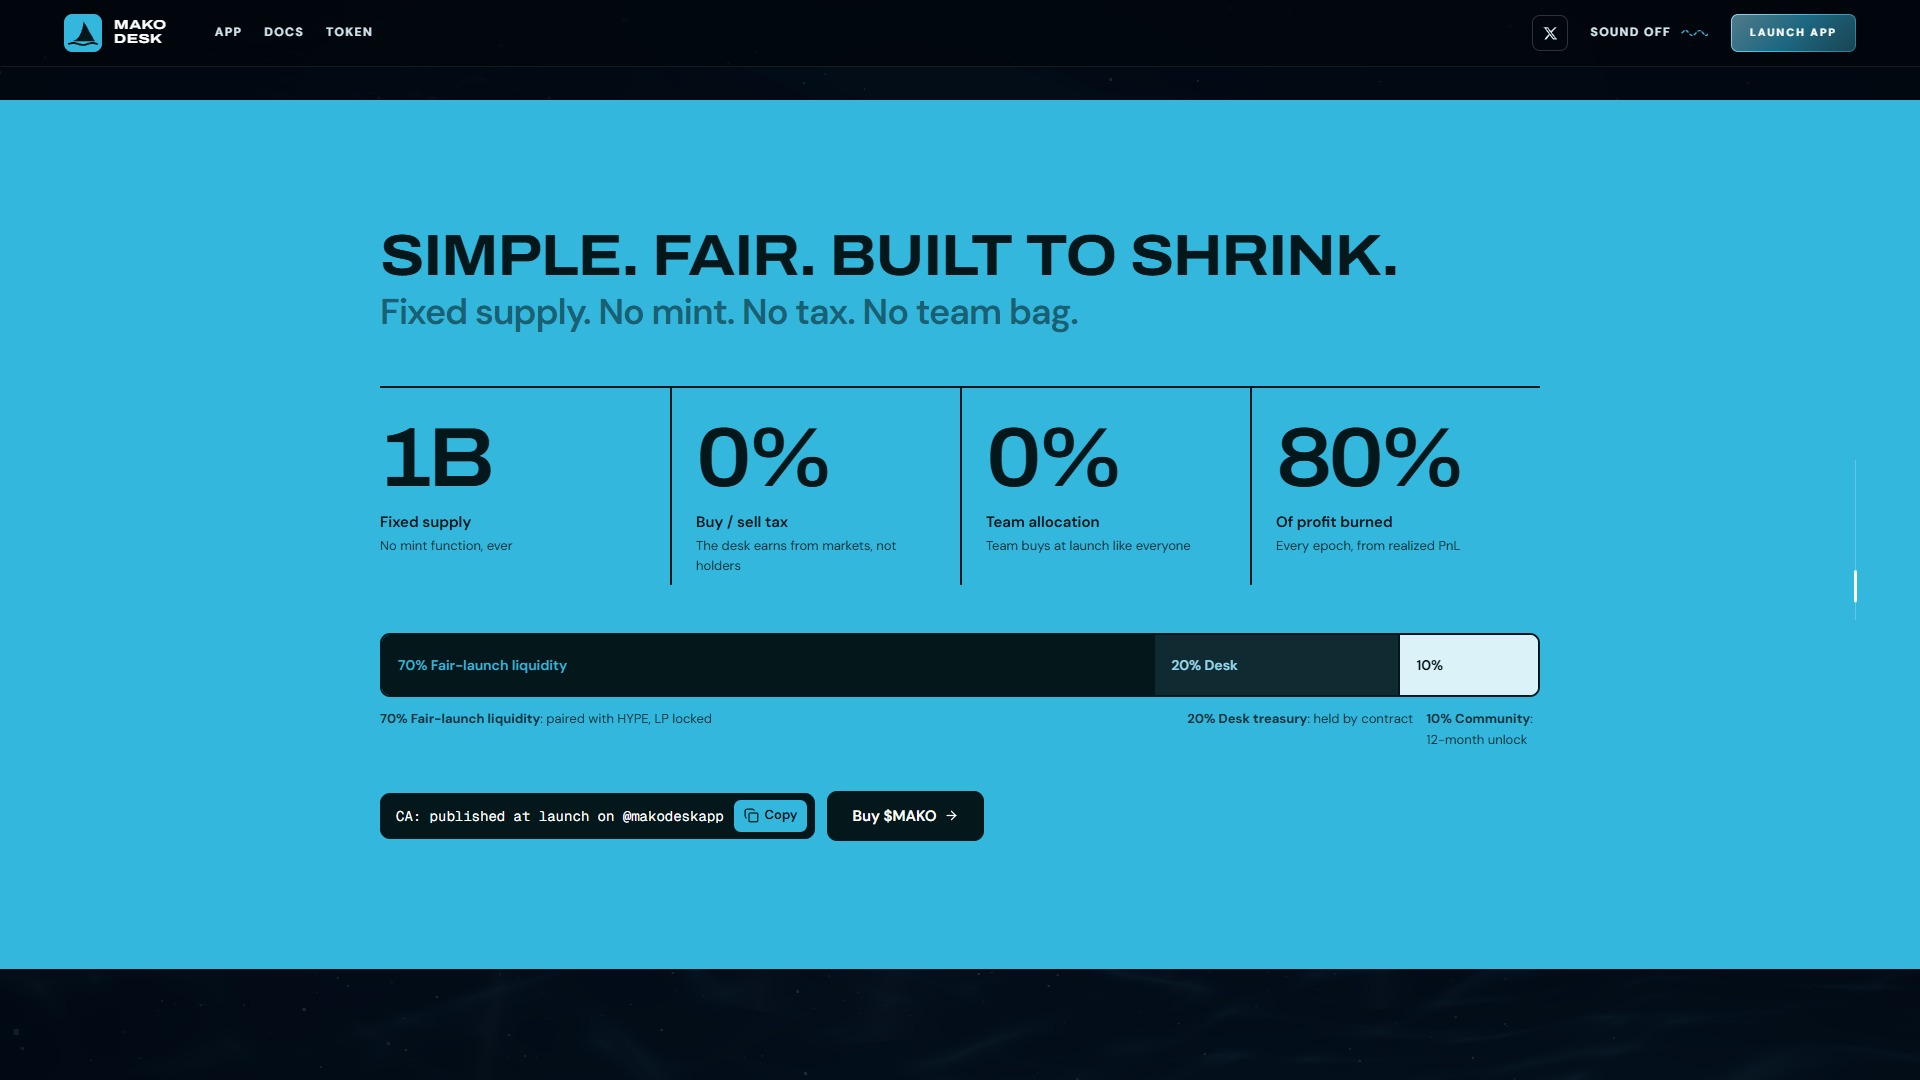 MAKO
DESK
APP
DOCS
TOKEN
SOUND OFF
LAUNCH APP
SIMPLE. FAIR. BUILT TO SHRINK.
Fixed supply. No mint. No tax. No team bag.
1B
Fixed supply
No mint function, ever
0%
Buy / sell tax
The desk earns from markets, not
holders
0%
Team allocation
Team buys at launch like everyone
80%
Of profit burned
Every epoch, from realized PnL
70% Fair-launch liquidity
20% Desk
10%
70% Fair-launch liquidity: paired with HYPE, LP locked
20% Desk treasury: held by contract
10% Community:
12-month unlock
CA: published at launch on @makodeskapp
Copy
Buy $MAKO →